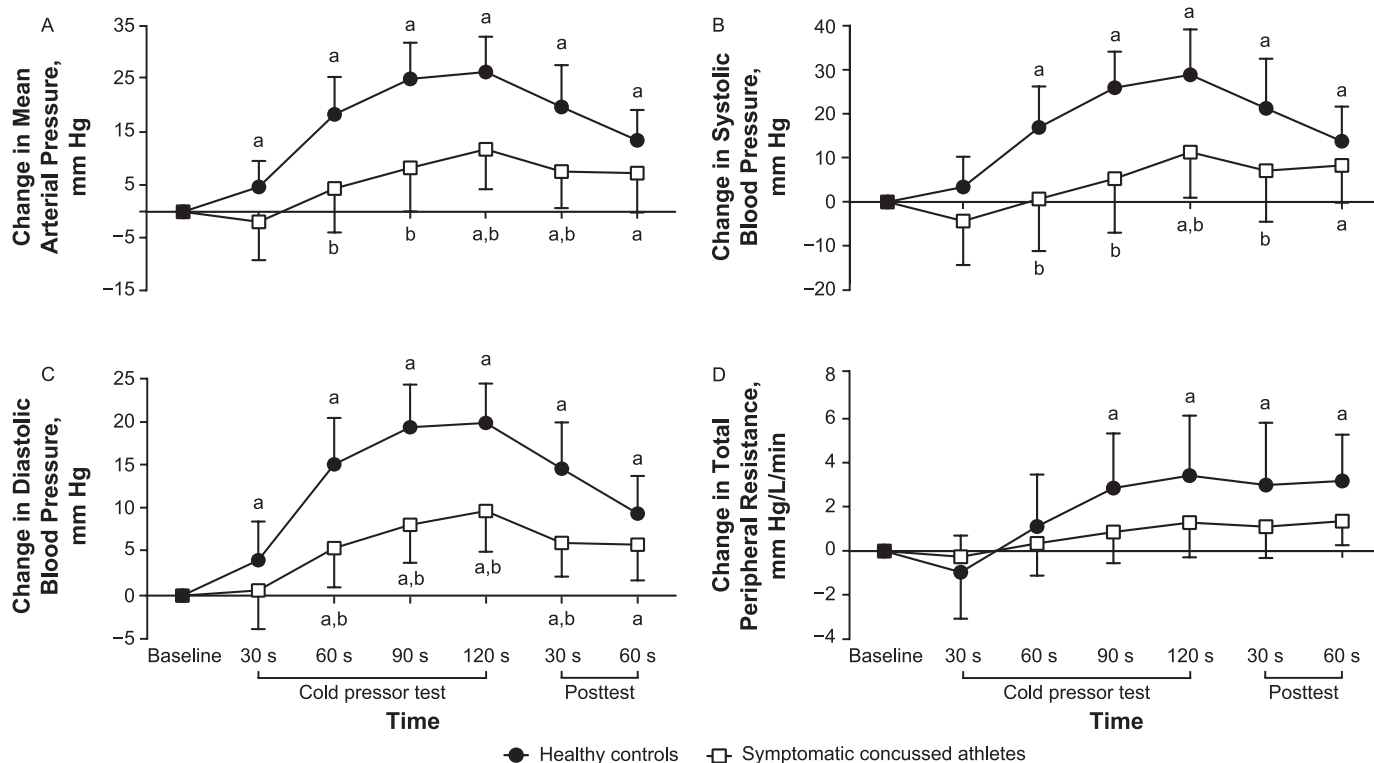 A
Change in Mean
Arterial Pressure,
mm Hg
35
25
15
5
−5
−15
a
a
a
a
a
a
b
b
a,b
a,b
a
B
Change in Systolic
Blood Pressure,
mm Hg
40
30
20
10
0
−10
−20
a
a
a
a
a
b
b
a,b
b
a
C
Change in Diastolic
Blood Pressure,
mm Hg
25
20
15
10
5
0
−5
a
a
a
a
a
a
a,b
a,b
a,b
a,b
a
Baseline 30 s 60 s 90 s 120 s 30 s 60 s
Cold pressor test Posttest
Time
D
Change in Total
Peripheral Resistance,
mm Hg/L/min
8
6
4
2
0
−2
−4
a
a
a
a
Baseline 30 s 60 s 90 s 120 s 30 s 60 s
Cold pressor test Posttest
Time
Healthy controls Symptomatic concussed athletes